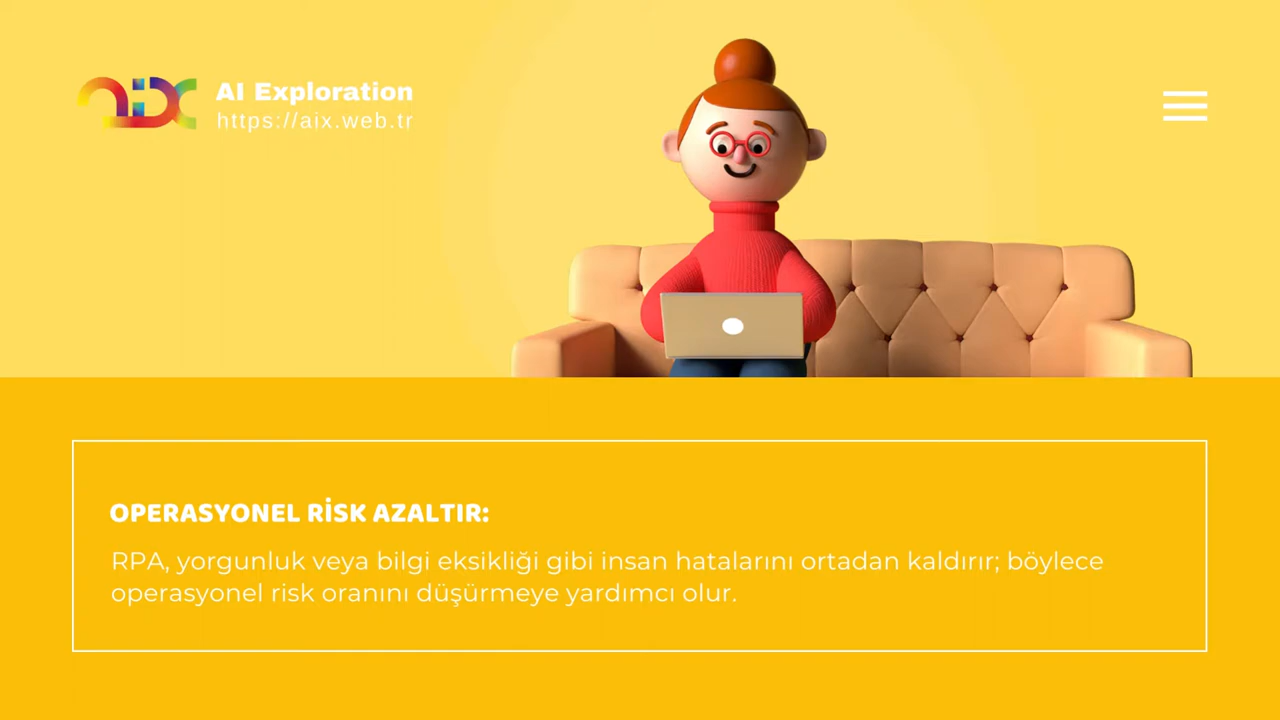 aix
AI Exploration
https://aix.web.tr
OPERASYONEL RİSK AZALTIR:
RPA, yorgunluk veya bilgi eksikliği gibi insan hatalarını ortadan kaldırır; böylece
operasyonel risk oranını düşürmeye yardımcı olur.